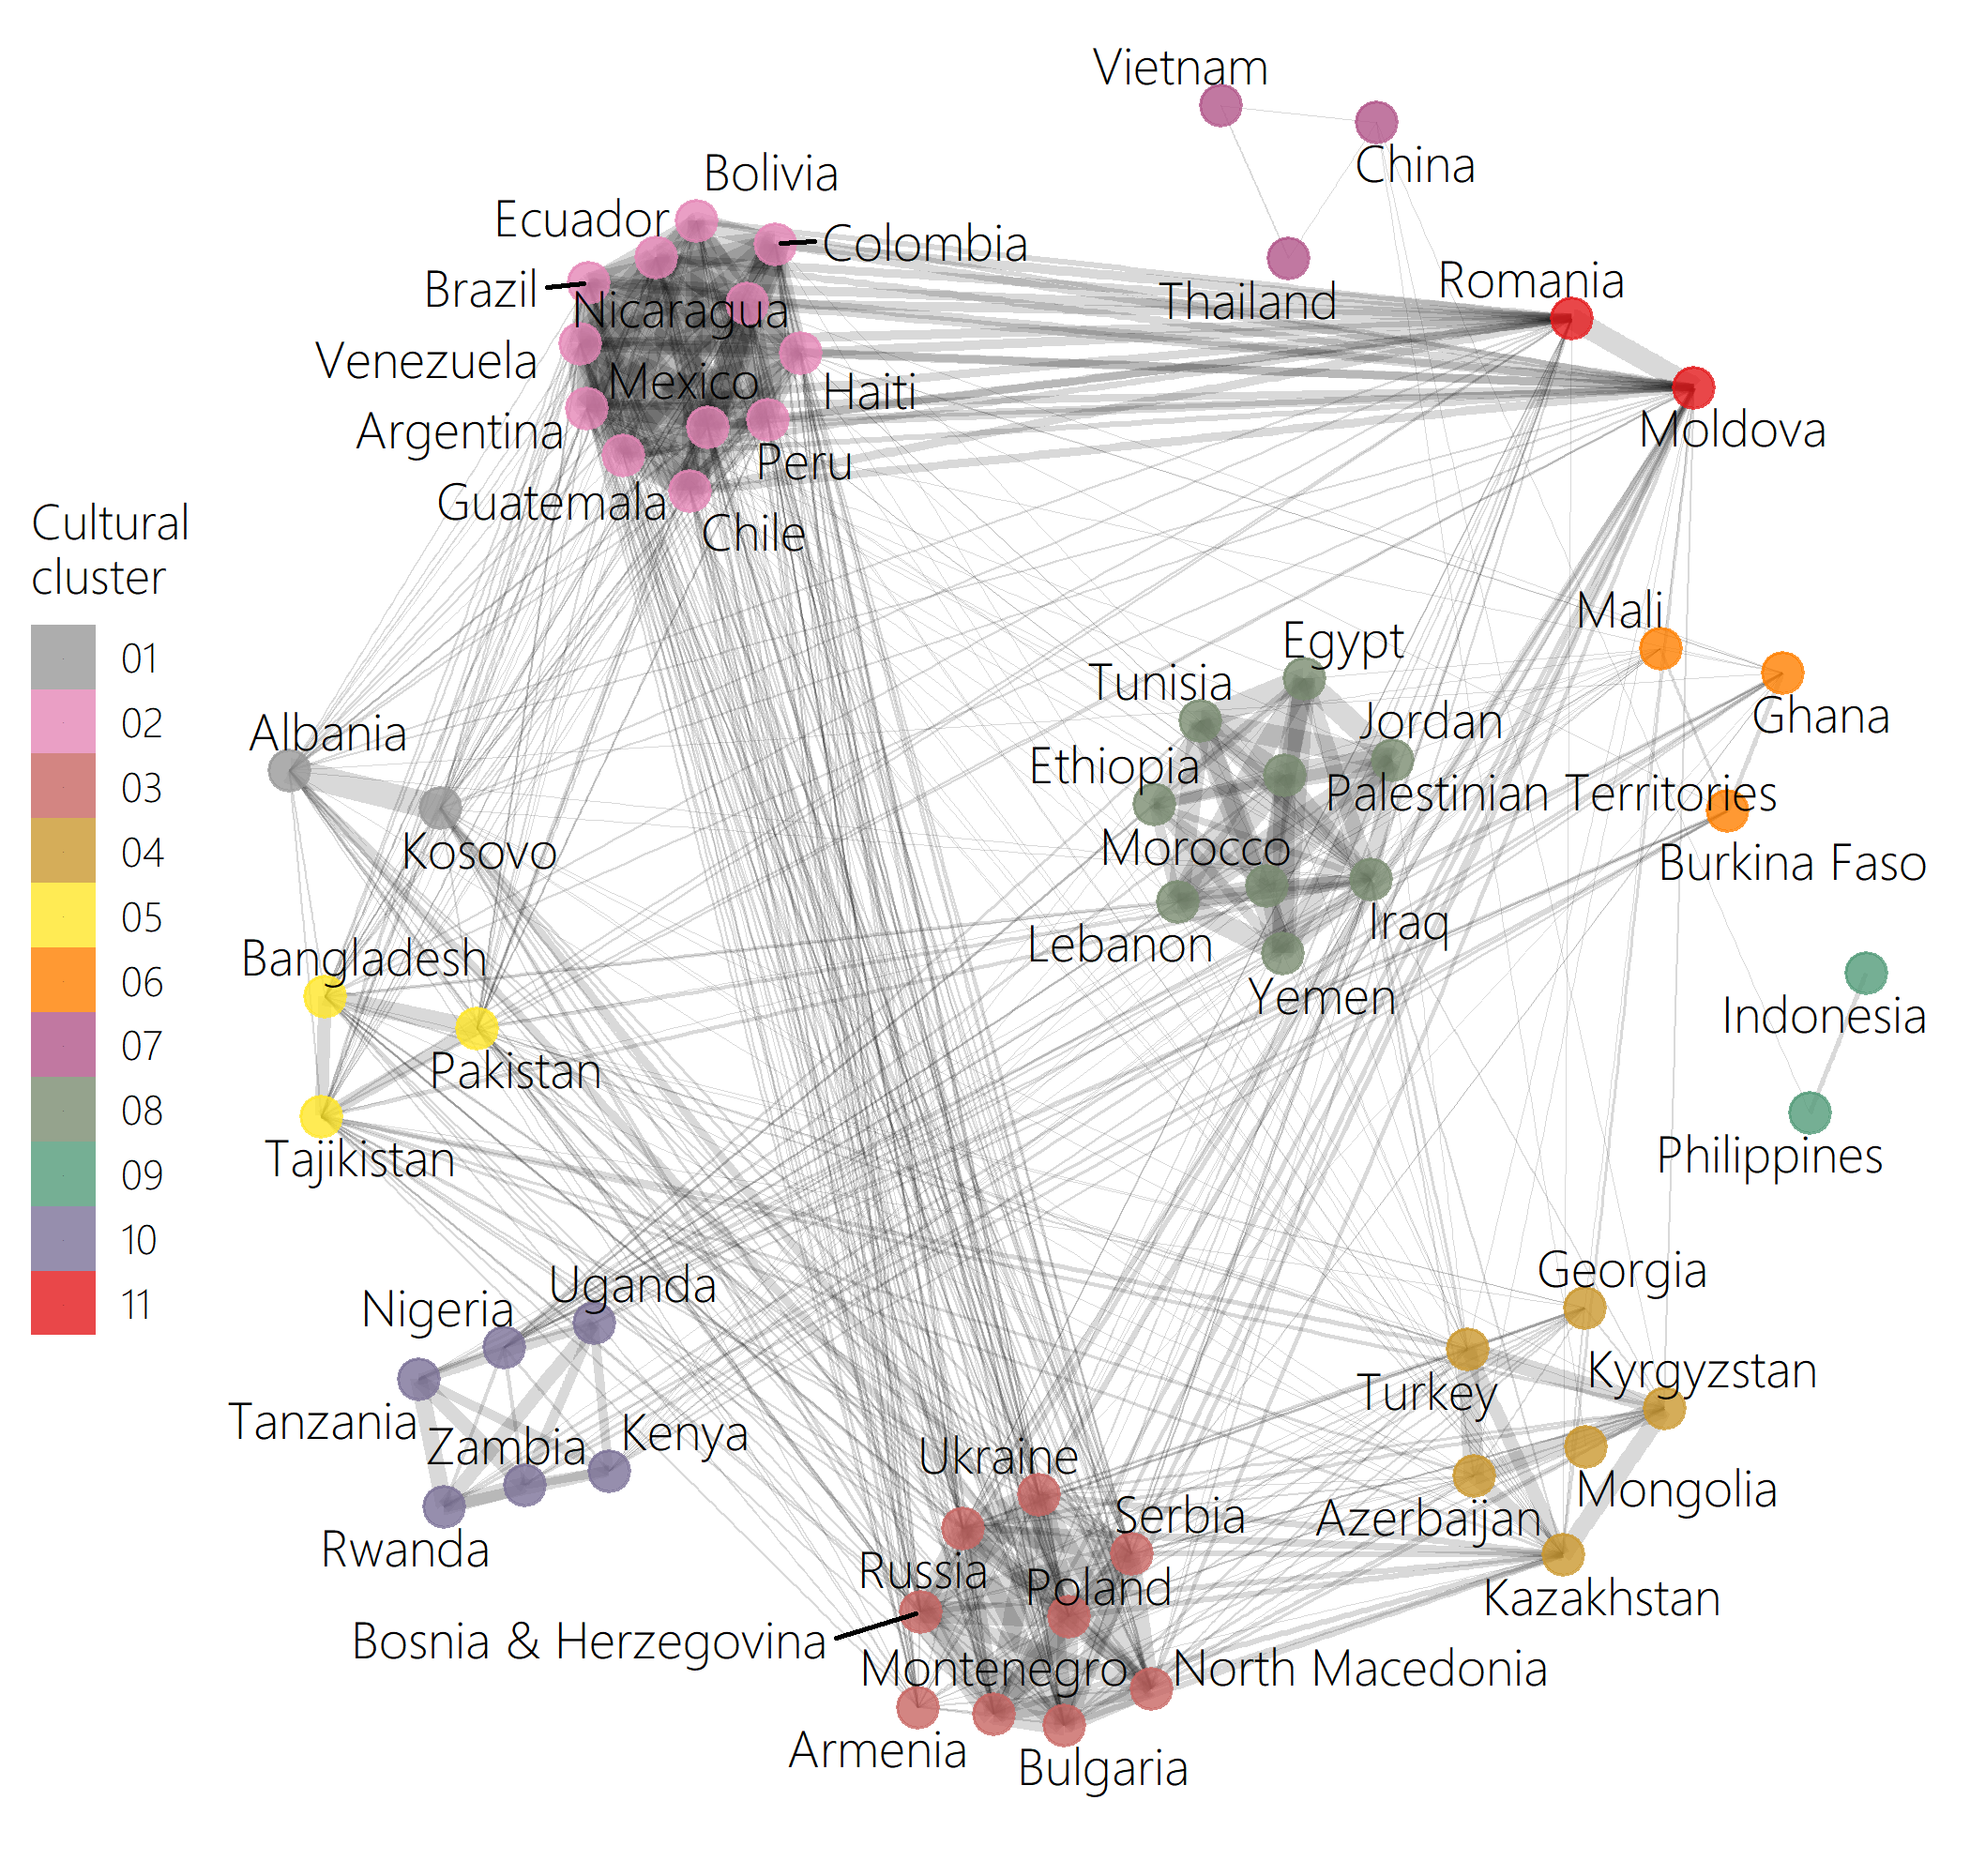 Vietnam
China
Thailand
Bolivia
Ecuador
Colombia
Brazil
Nicaragua
Venezuela
Mexico
Haiti
Argentina
Peru
Guatemala
Chile
Romania
Moldova
Cultural
cluster
01
02
03
04
05
06
07
08
09
10
11
Albania
Kosovo
Mali
Ghana
Burkina Faso
Egypt
Tunisia
Jordan
Ethiopia
Palestinian Territories
Morocco
Iraq
Lebanon
Yemen
Bangladesh
Pakistan
Tajikistan
Indonesia
Philippines
Uganda
Nigeria
Tanzania
Zambia
Kenya
Rwanda
Georgia
Turkey
Kyrgyzstan
Mongolia
Azerbaijan
Kazakhstan
Ukraine
Serbia
Russia
Poland
Bosnia & Herzegovina
Montenegro
North Macedonia
Armenia
Bulgaria